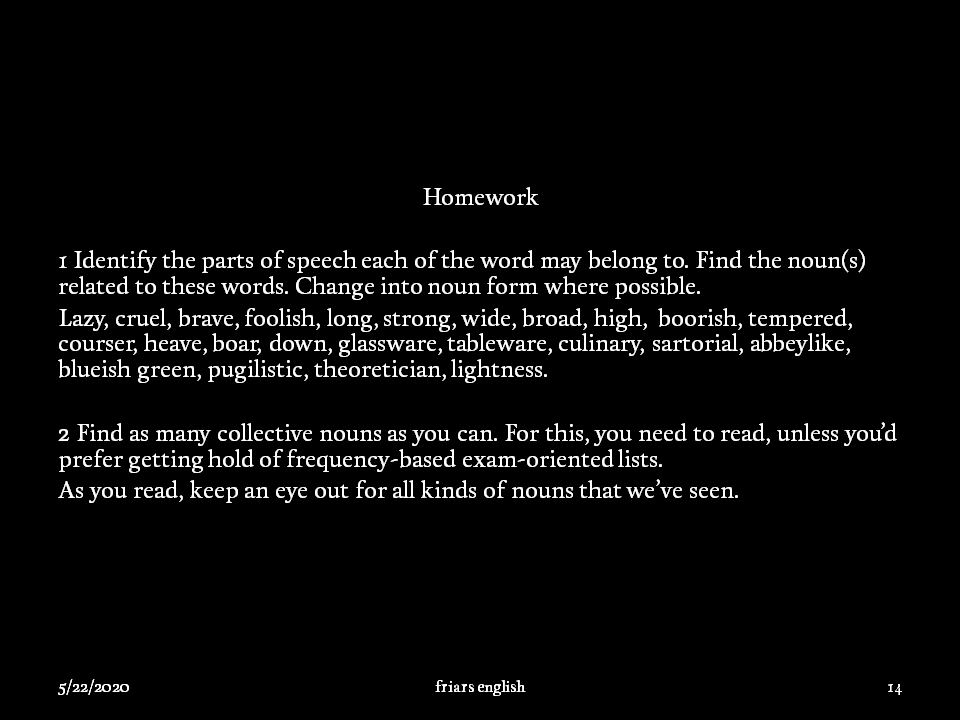 Homework
1 Identify the parts of speech each of the word may belong to. Find the noun(s)
related to these words. Change into noun form where possible.
Lazy, cruel, brave, foolish, long, strong, wide, broad, high,  boorish, tempered,
courser, heave, boar, down, glassware, tableware, culinary, sartorial, abbeylike,
blueish green, pugilistic, theoretician, lightness.
2 Find as many collective nouns as you can. For this, you need to read, unless you’d
prefer getting hold of frequency-based exam-oriented lists.
As you read, keep an eye out for all kinds of nouns that we’ve seen.
5/22/2020
friars english
14